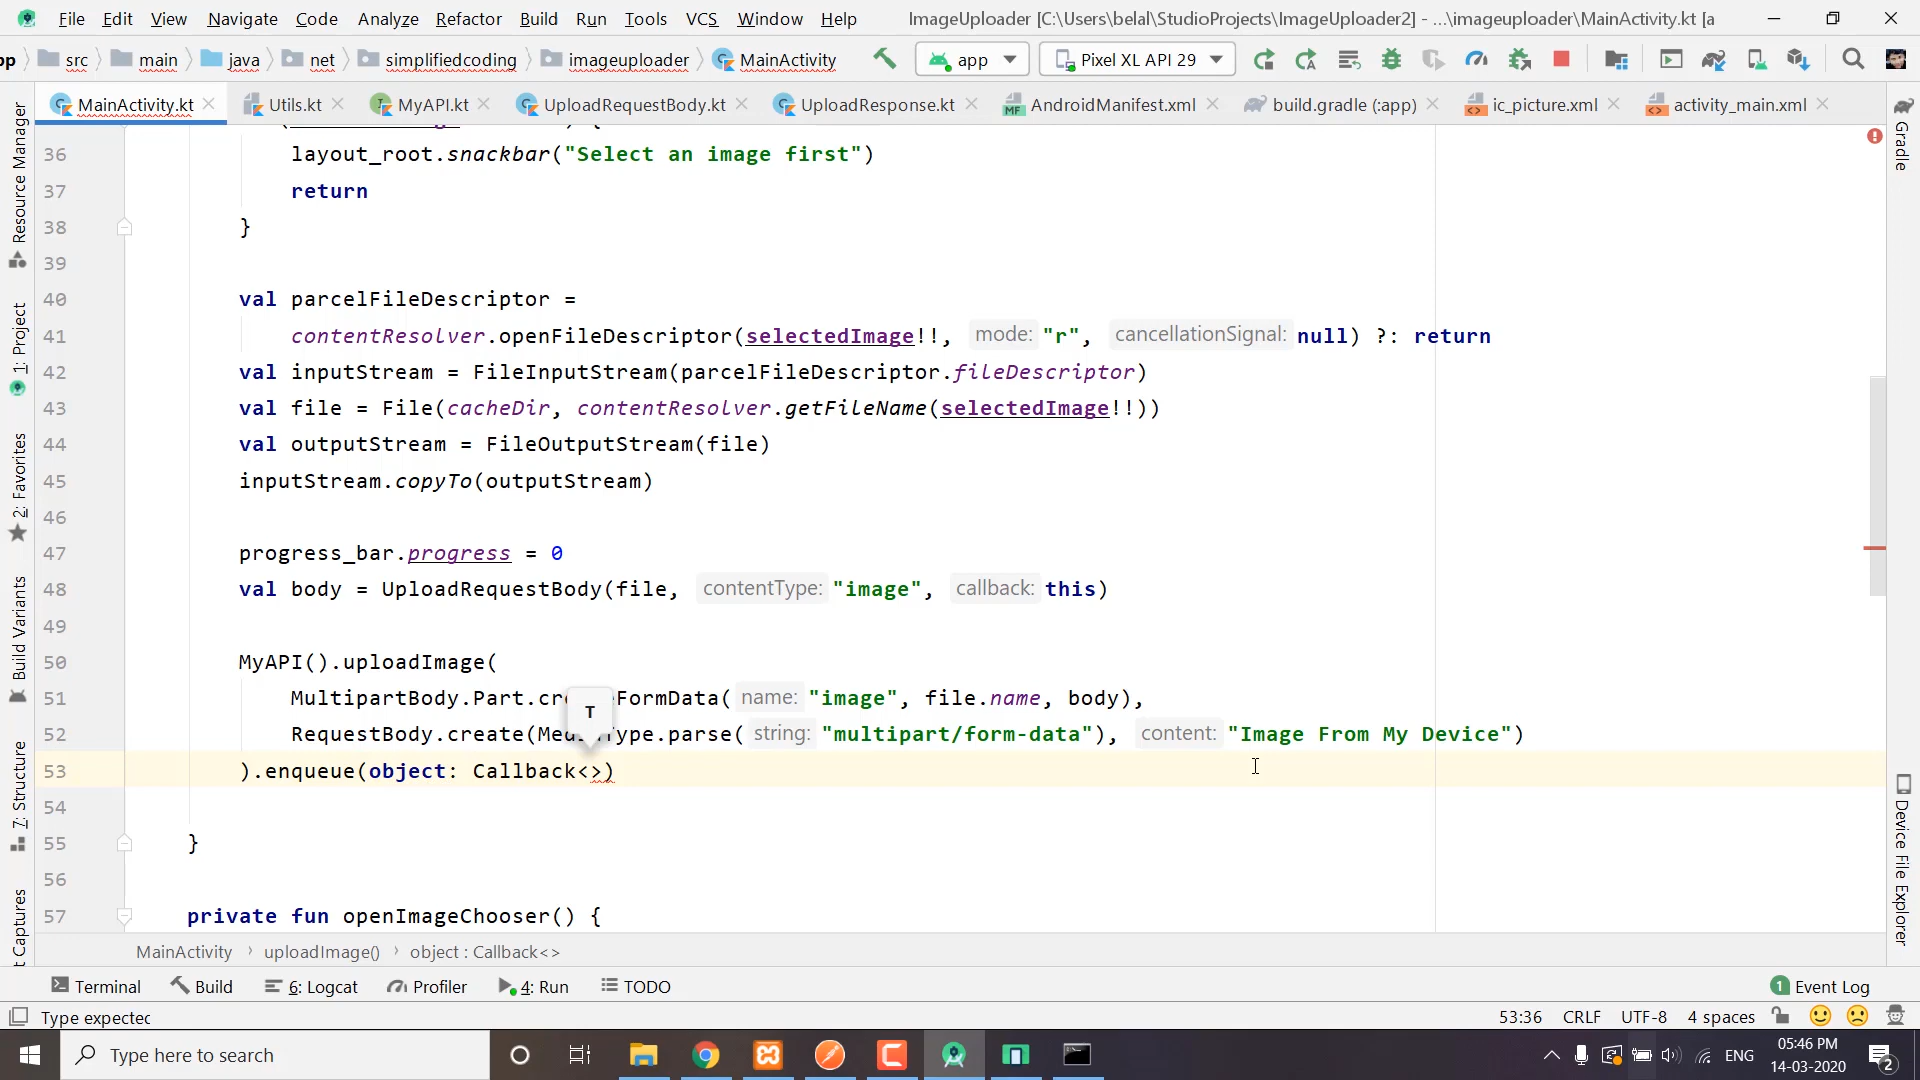 File Edit View Navigate Code Analyze Refactor Build Run Tools VCS Window Help ImageUploader [C:\Users\belal\StudioProjects\ImageUploader2] - ...\imageuploader\MainActivity.kt [a
pp src main java net simplifiedcoding imageuploader MainActivity app Pixel XL API 29
MainActivity.kt Utils.kt MyAPI.kt UploadRequestBody.kt UploadResponse.kt AndroidManifest.xml build.gradle (:app) ic_picture.xml activity_main.xml
36 layout_root.snackbar("Select an image first")
37 return
38 }
39
40 val parcelFileDescriptor =
41 contentResolver.openFileDescriptor(selectedImage!!, mode: "r", cancellationSignal: null) ?: return
42 val inputStream = FileInputStream(parcelFileDescriptor.fileDescriptor)
43 val file = File(cacheDir, contentResolver.getFileName(selectedImage!!))
44 val outputStream = FileOutputStream(file)
45 inputStream.copyTo(outputStream)
46
47 progress_bar.progress = 0
48 val body = UploadRequestBody(file, contentType: "image", callback: this)
49
50 MyAPI().uploadImage(
51 MultipartBody.Part.cr FormData( name: "image", file.name, body),
T
52 RequestBody.create(MediaType.parse( string: "multipart/form-data"), content: "Image From My Device")
53 ).enqueue(object: Callback<>)
54
55 }
56
57 private fun openImageChooser() {
MainActivity uploadImage() object : Callback<>
Terminal Build 6: Logcat Profiler 4: Run TODO 1 Event Log
Type expected 53:36 CRLF UTF-8 4 spaces
Type here to search ENG 05:46 PM
14-03-2020 2
Resource Manager
1: Project
2: Favorites
Build Variants
7: Structure
t Captures
Gradle
Device File Explorer